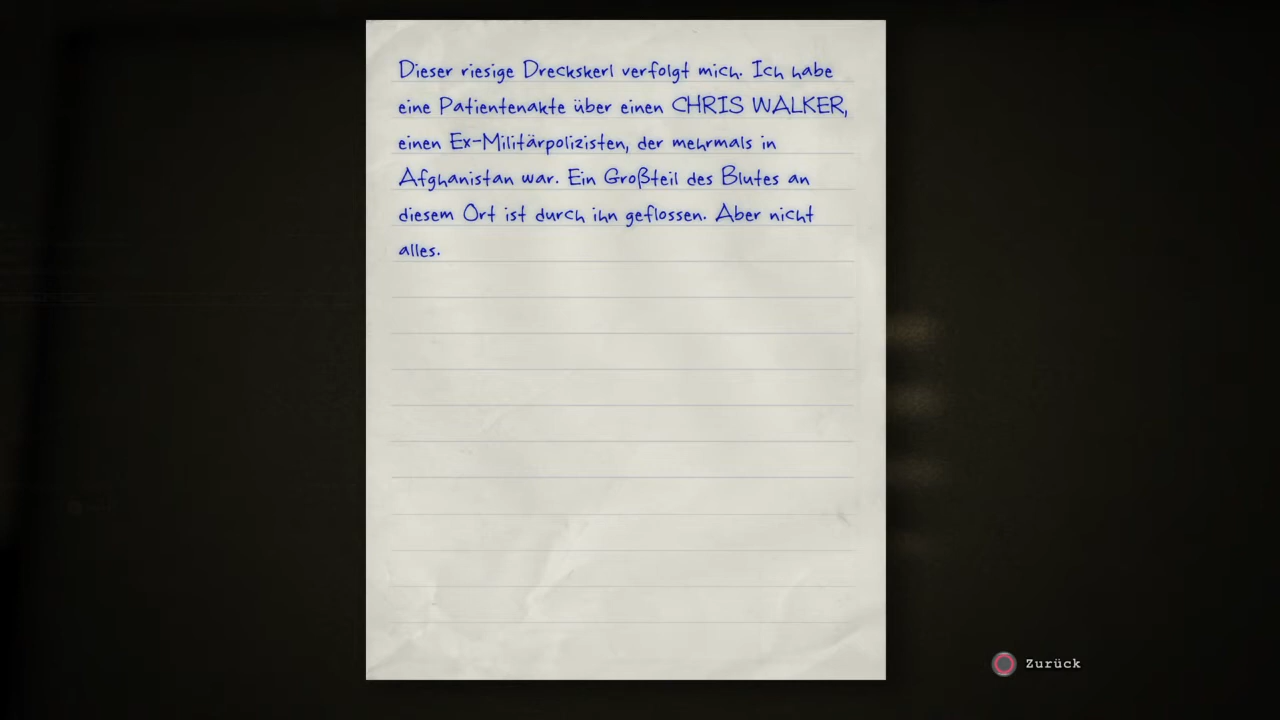 Dieser riesige Dreckskerl verfolgt mich. Ich habe
eine Patientenakte über einen CHRIS WALKER,
einen Ex-Militärpolizisten, der mehrmals in
Afghanistan war. Ein Großteil des Blutes an
diesem Ort ist durch ihn geflossen. Aber nicht
alles.
Zurück